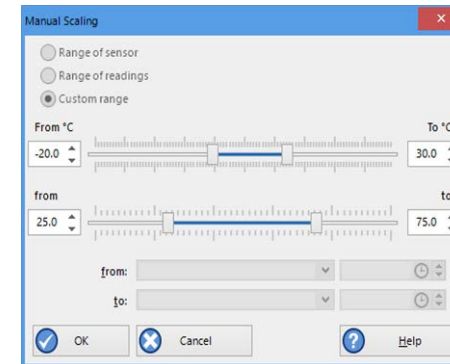 Manual Scaling
Range of sensor
Range of readings
Custom range
From °C To °C
-20.0 30.0
from to
25.0 75.0
from:
to:
OK Cancel Help